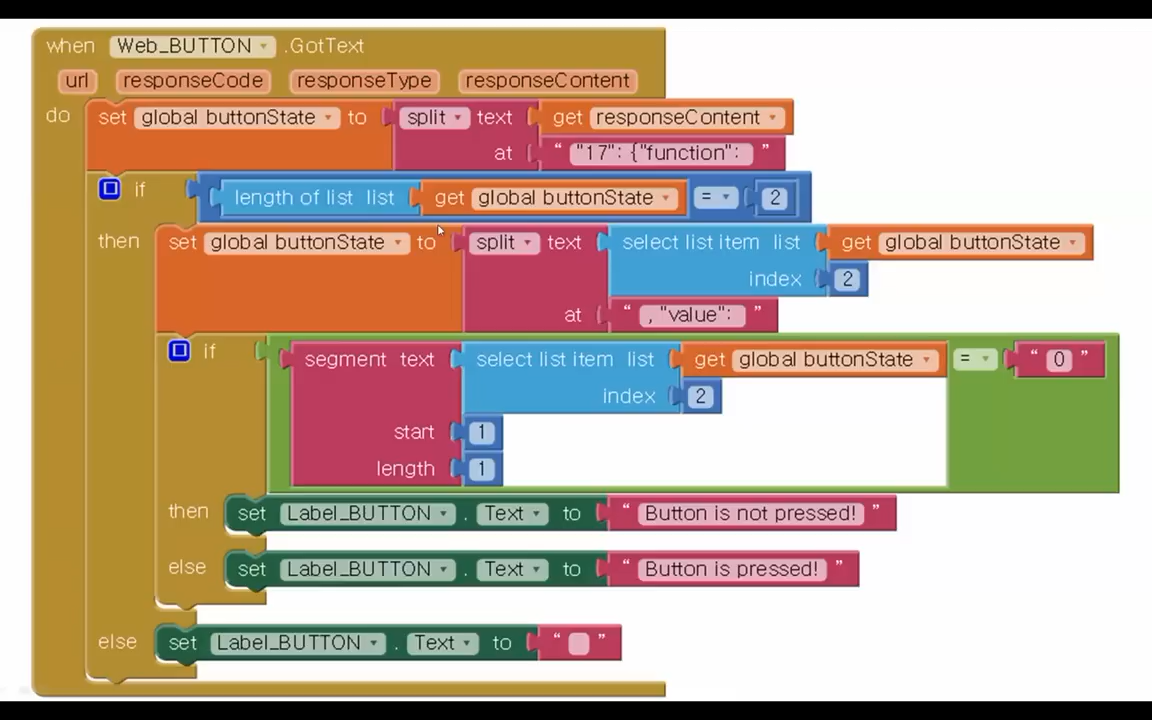 when Web_BUTTON .GotText
url responseCode responseType responseContent
do set global buttonState to split text get responseContent
at “ "17": {"function": ”
if length of list list get global buttonState = 2
then set global buttonState to split text select list item list get global buttonState
index 2
at “ , "value": ”
if segment text select list item list get global buttonState = “ 0 ”
index 2
start 1
length 1
then set Label_BUTTON . Text to “ Button is not pressed! ”
else set Label_BUTTON . Text to “ Button is pressed! ”
else set Label_BUTTON . Text to “ ”